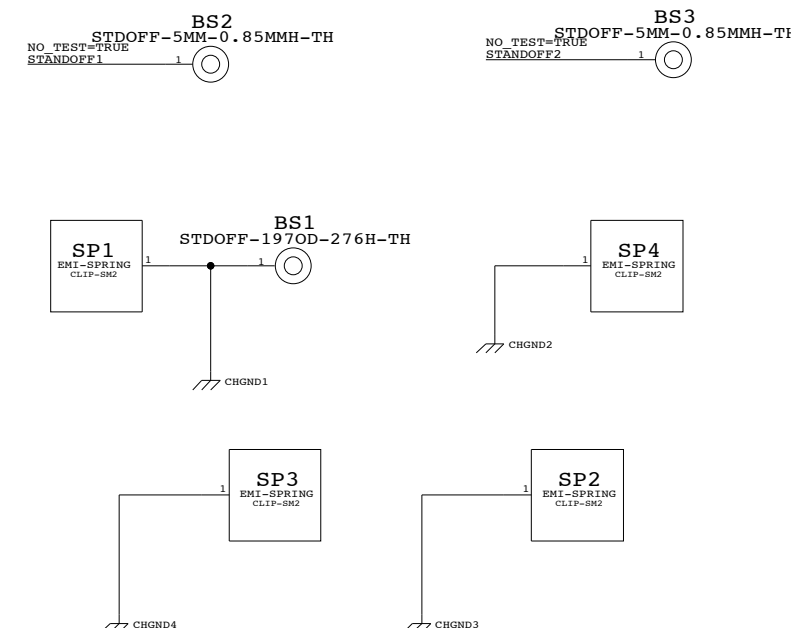 BS2
STDOFF-5MM-0.85MMH-TH
NO_TEST=TRUE
STANDOFF1
1
BS3
STDOFF-5MM-0.85MMH-TH
NO_TEST=TRUE
STANDOFF2
1
SP1
EMI-SPRING
CLIP-SM2
1
BS1
STDOFF-197OD-276H-TH
1
CHGND1
SP4
EMI-SPRING
CLIP-SM2
1
CHGND2
SP3
EMI-SPRING
CLIP-SM2
1
CHGND4
SP2
EMI-SPRING
CLIP-SM2
1
CHGND3